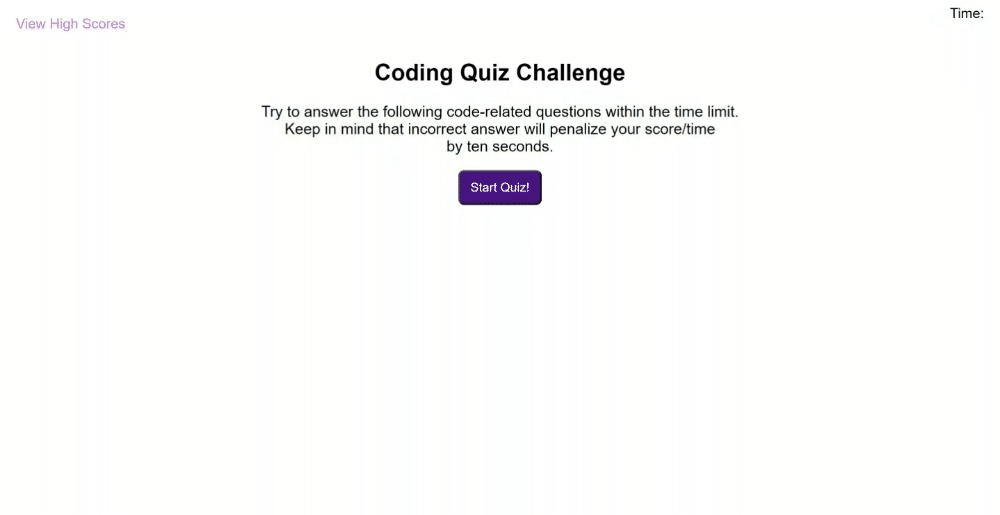 View High Scores
Time:
Coding Quiz Challenge
Try to answer the following code-related questions within the time limit.
Keep in mind that incorrect answer will penalize your score/time
by ten seconds.
Start Quiz!